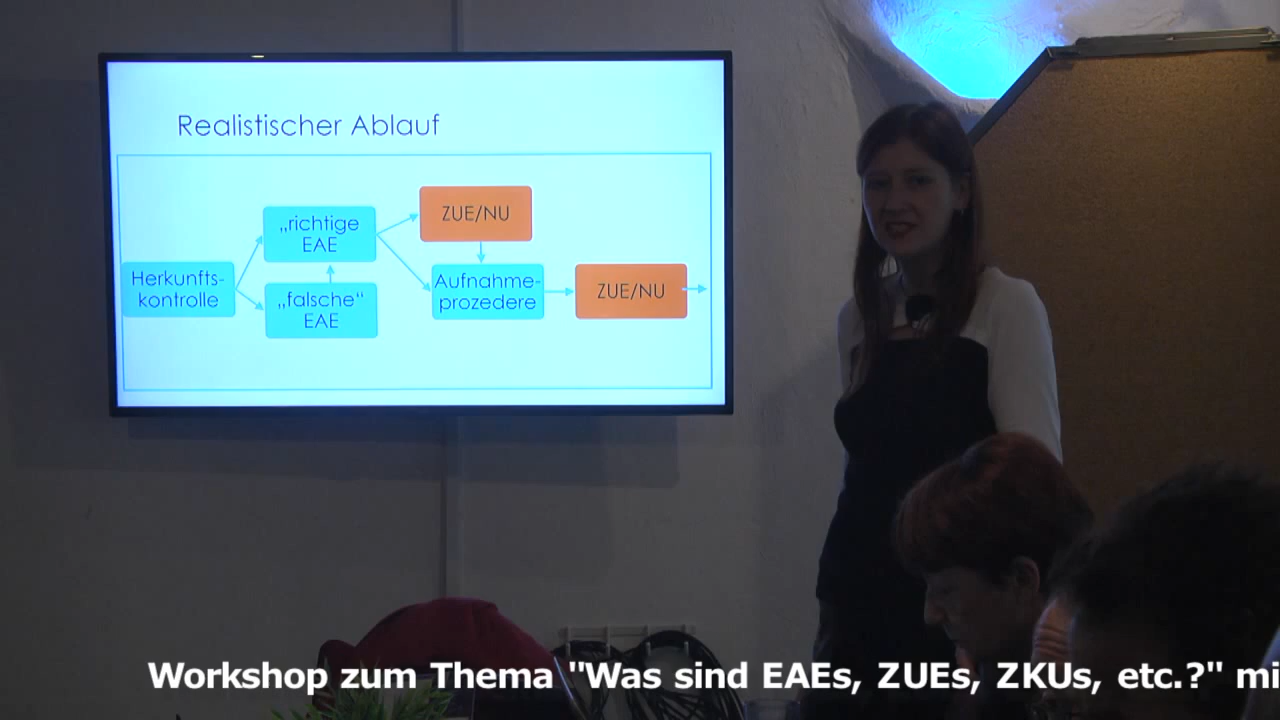 Realistischer Ablauf
ZUE/NU
„richtige
EAE
Herkunfts-
kontrolle
„falsche“
EAE
Aufnahme-
prozedere
ZUE/NU
Workshop zum Thema "Was sind EAEs, ZUEs, ZKUs, etc.?" mi